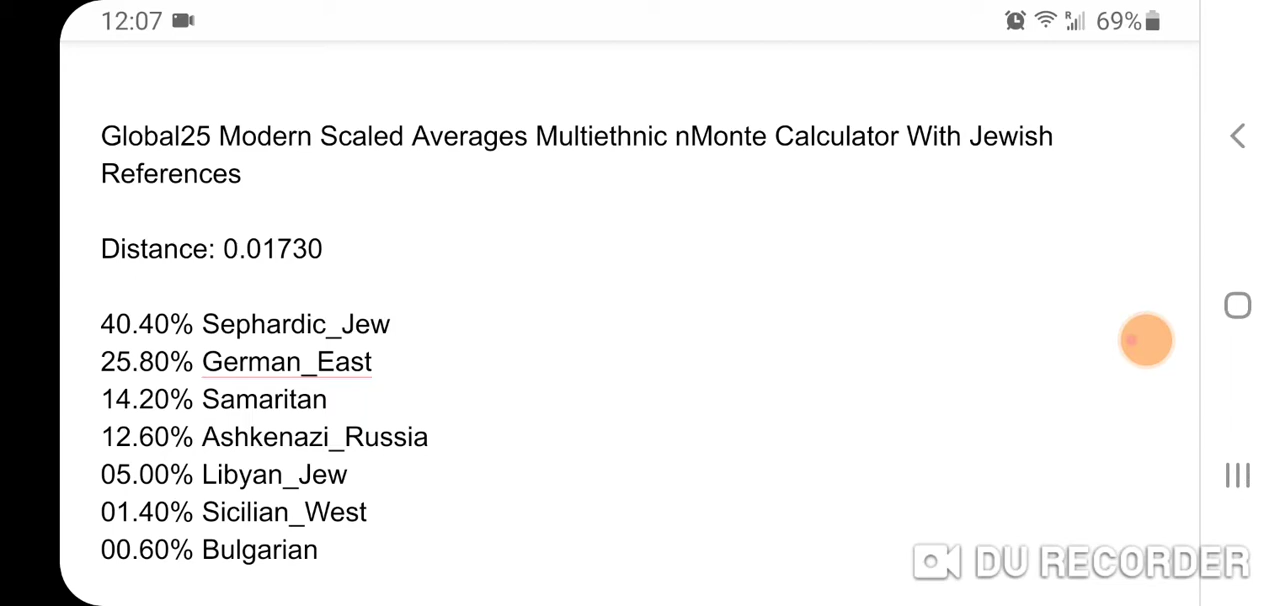 12:07 R 69%
Global25 Modern Scaled Averages Multiethnic nMonte Calculator With Jewish
References
Distance: 0.01730
40.40% Sephardic_Jew
25.80% German_East
14.20% Samaritan
12.60% Ashkenazi_Russia
05.00% Libyan_Jew
01.40% Sicilian_West
00.60% Bulgarian
DU RECORDER